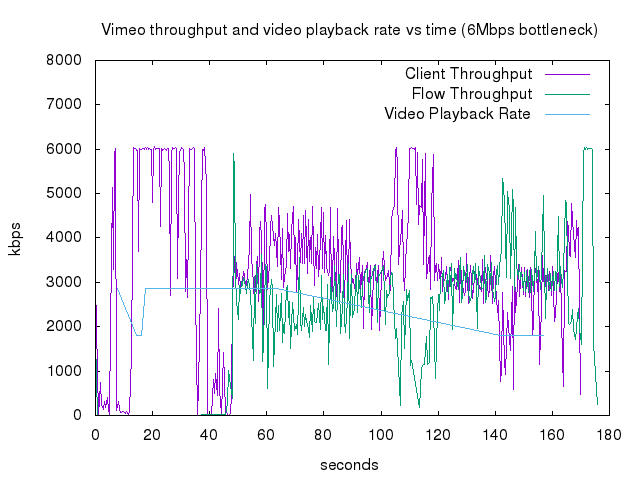 Vimeo throughput and video playback rate vs time (6Mbps bottleneck)
8000
7000
6000
5000
4000
3000
2000
1000
0
kbps
Client Throughput
Flow Throughput
Video Playback Rate
0 20 40 60 80 100 120 140 160 180
seconds